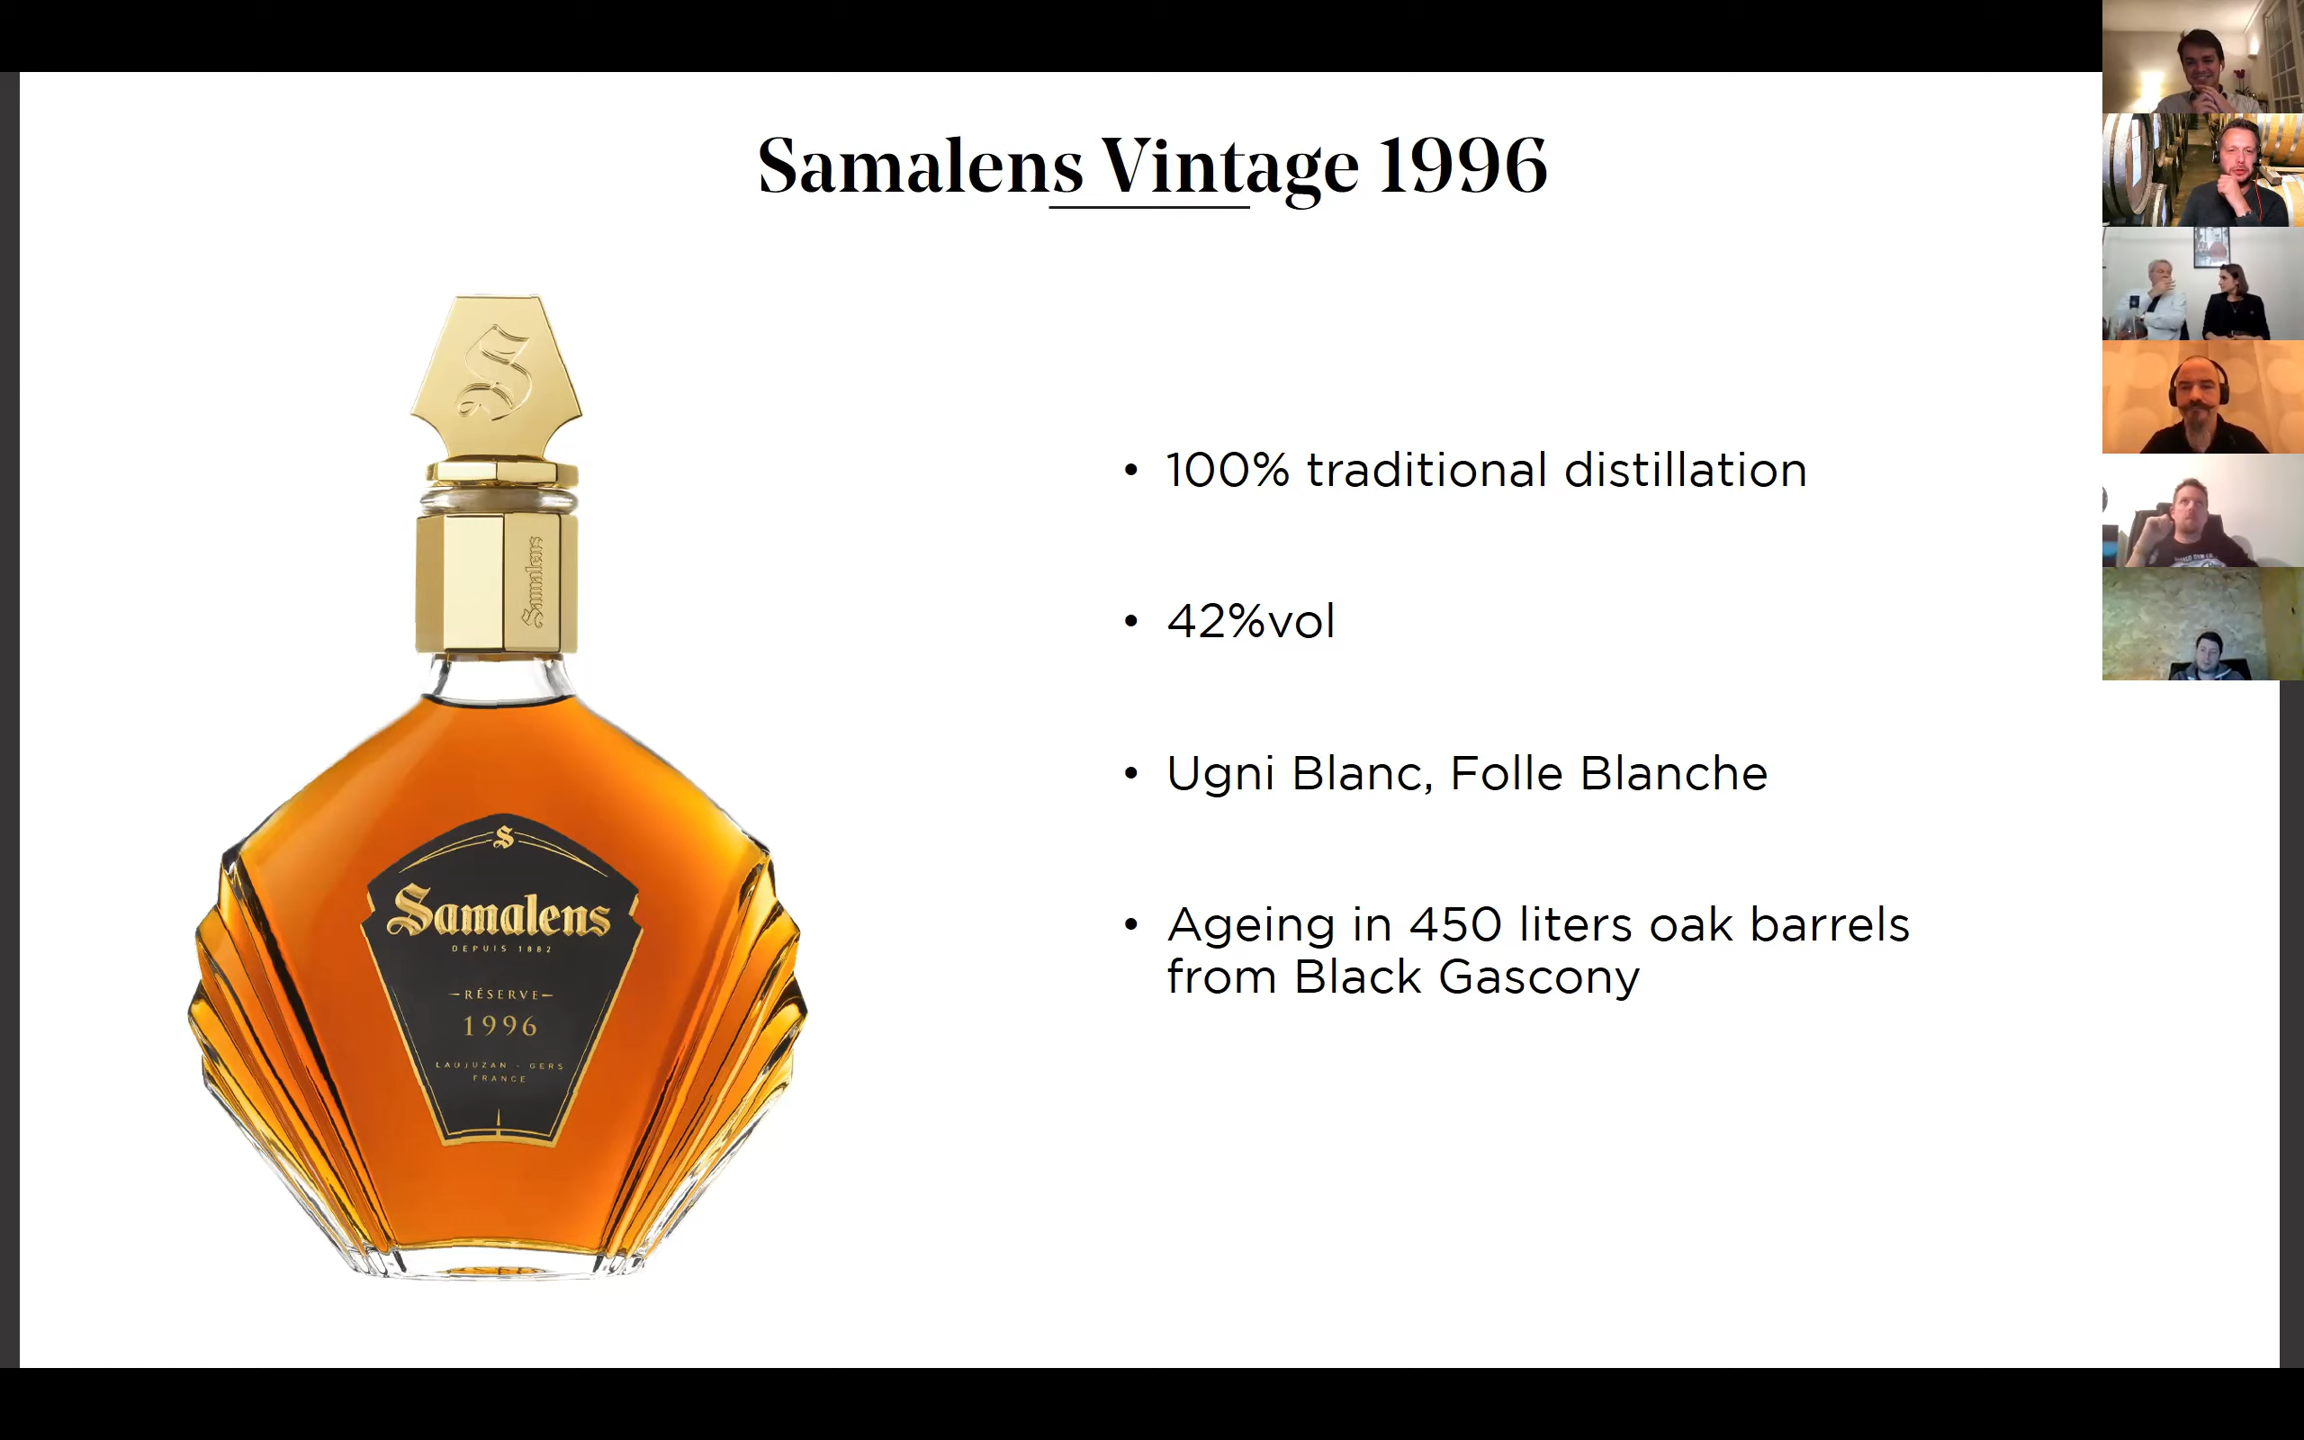 Samalens Vintage 1996
S
Samalens
S
Samalens
DEPUIS 1882
RÉSERVE
1996
LAUJUZAN - GERS
FRANCE
• 100% traditional distillation
• 42%vol
• Ugni Blanc, Folle Blanche
• Ageing in 450 liters oak barrels
from Black Gascony